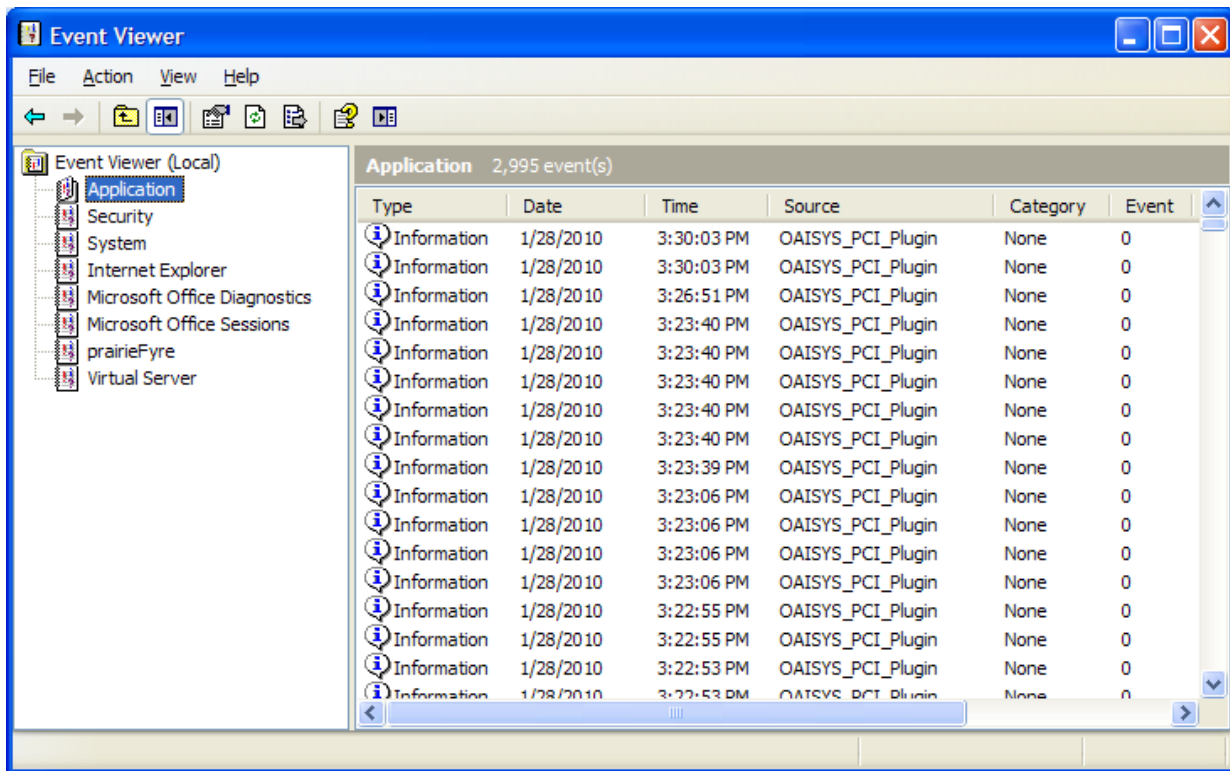 Event Viewer
File Action View Help
Event Viewer (Local)
Application
Security
System
Internet Explorer
Microsoft Office Diagnostics
Microsoft Office Sessions
prairieFyre
Virtual Server
Application 2,995 event(s)
Type Date Time Source Category Event
Information 1/28/2010 3:30:03 PM OAISYS_PCI_Plugin None 0
Information 1/28/2010 3:30:03 PM OAISYS_PCI_Plugin None 0
Information 1/28/2010 3:26:51 PM OAISYS_PCI_Plugin None 0
Information 1/28/2010 3:23:40 PM OAISYS_PCI_Plugin None 0
Information 1/28/2010 3:23:40 PM OAISYS_PCI_Plugin None 0
Information 1/28/2010 3:23:40 PM OAISYS_PCI_Plugin None 0
Information 1/28/2010 3:23:40 PM OAISYS_PCI_Plugin None 0
Information 1/28/2010 3:23:40 PM OAISYS_PCI_Plugin None 0
Information 1/28/2010 3:23:39 PM OAISYS_PCI_Plugin None 0
Information 1/28/2010 3:23:06 PM OAISYS_PCI_Plugin None 0
Information 1/28/2010 3:23:06 PM OAISYS_PCI_Plugin None 0
Information 1/28/2010 3:23:06 PM OAISYS_PCI_Plugin None 0
Information 1/28/2010 3:23:06 PM OAISYS_PCI_Plugin None 0
Information 1/28/2010 3:22:55 PM OAISYS_PCI_Plugin None 0
Information 1/28/2010 3:22:55 PM OAISYS_PCI_Plugin None 0
Information 1/28/2010 3:22:53 PM OAISYS_PCI_Plugin None 0
Information 1/28/2010 3:22:53 PM OAISYS_PCI_Plugin None 0